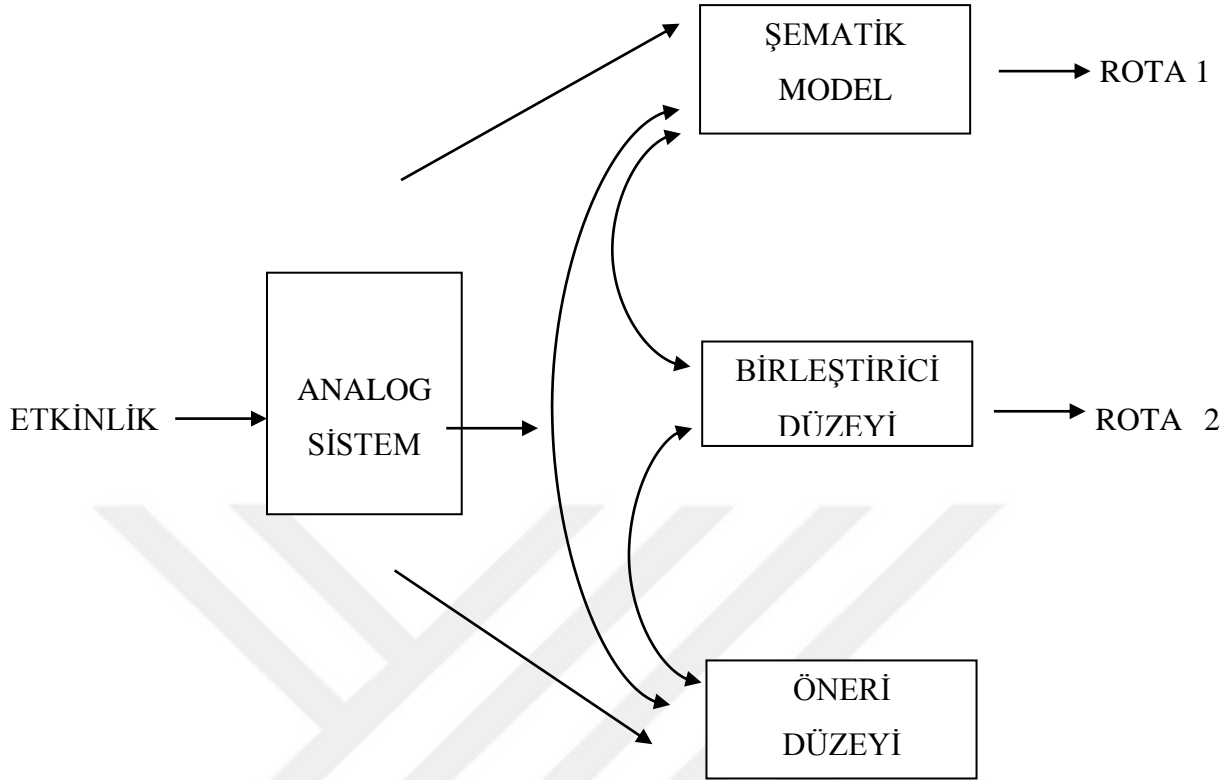 ŞEMATİK
MODEL
ROTA 1
ETKİNLİK
ANALOG
SİSTEM
BİRLEŞTİRİCİ
DÜZEYİ
ROTA 2
ÖNERİ
DÜZEYİ